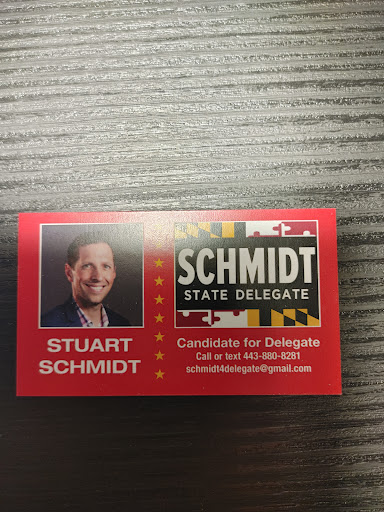 SCHMIDT
STATE DELEGATE
STUART
SCHMIDT
Candidate for Delegate
Call or text 443-880-8281
schmidt4delegate@gmail.com